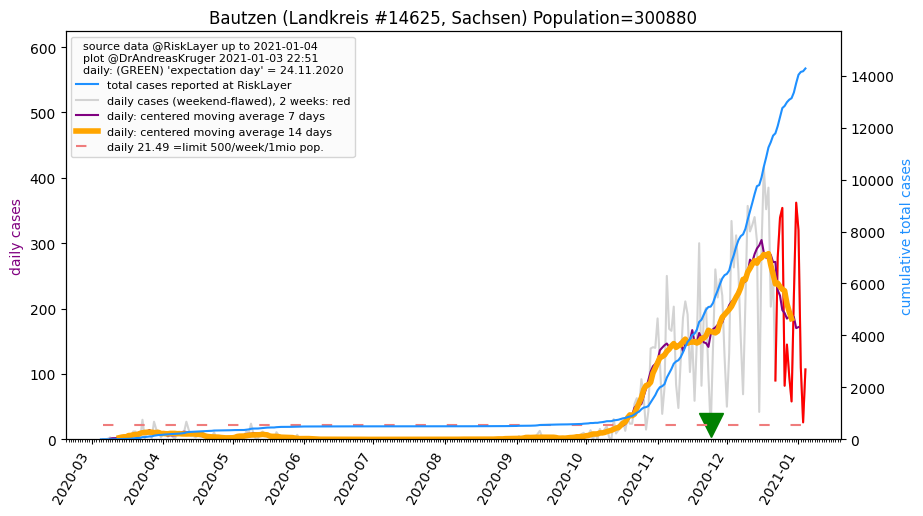 Bautzen (Landkreis #14625, Sachsen) Population=300880
source data @RiskLayer up to 2021-01-04
plot @DrAndreasKruger 2021-01-03 22:51
daily: (GREEN) 'expectation day' = 24.11.2020
total cases reported at RiskLayer
daily cases (weekend-flawed), 2 weeks: red
daily: centered moving average 7 days
daily: centered moving average 14 days
daily 21.49 =limit 500/week/1mio pop.
daily cases
600
500
400
300
200
100
0
cumulative total cases
14000
12000
10000
8000
6000
4000
2000
0
2020-03
2020-04
2020-05
2020-06
2020-07
2020-08
2020-09
2020-10
2020-11
2020-12
2021-01